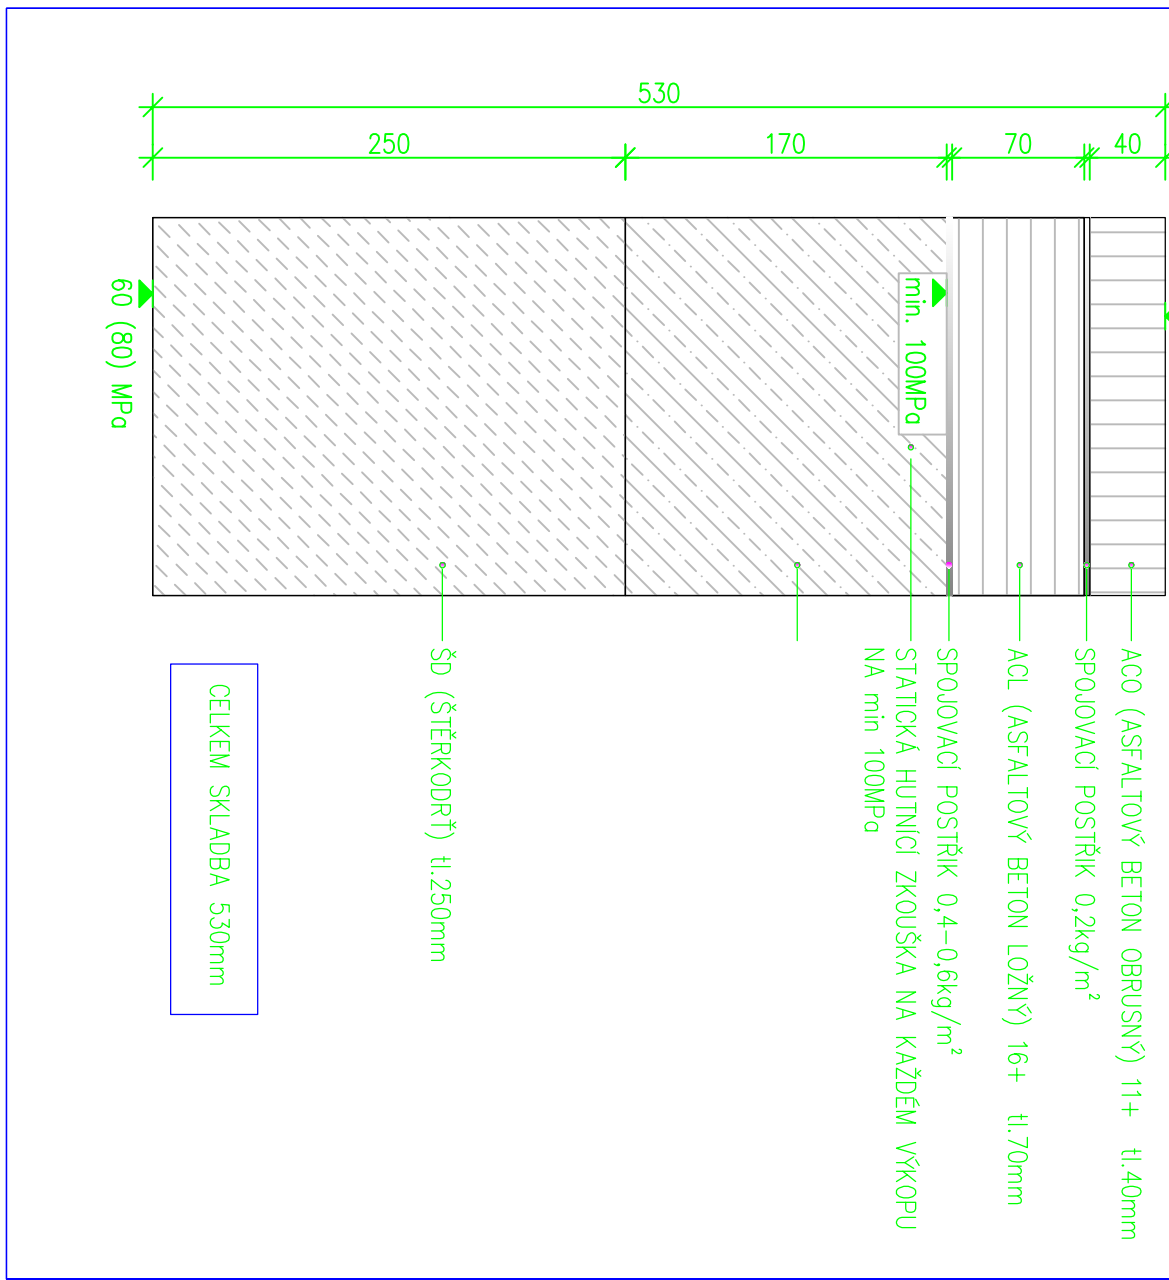 530
250
170
70
40
60 (80) MPa
min. 100MPa
ACO (ASFALTOVÝ BETON OBRUSNÝ) 11+ tl.40mm
SPOJOVACÍ POSTŘIK 0,2kg/m²
ACL (ASFALTOVÝ BETON LOŽNÝ) 16+ tl.70mm
SPOJOVACÍ POSTŘIK 0,4-0,6kg/m²
STATICKÁ HUTNÍCÍ ZKOUŠKA NA KAŽDÉM VÝKOPU
NA min 100MPa
ŠD (ŠTĚRKODRŤ) tl.250mm
CELKEM SKLADBA 530mm